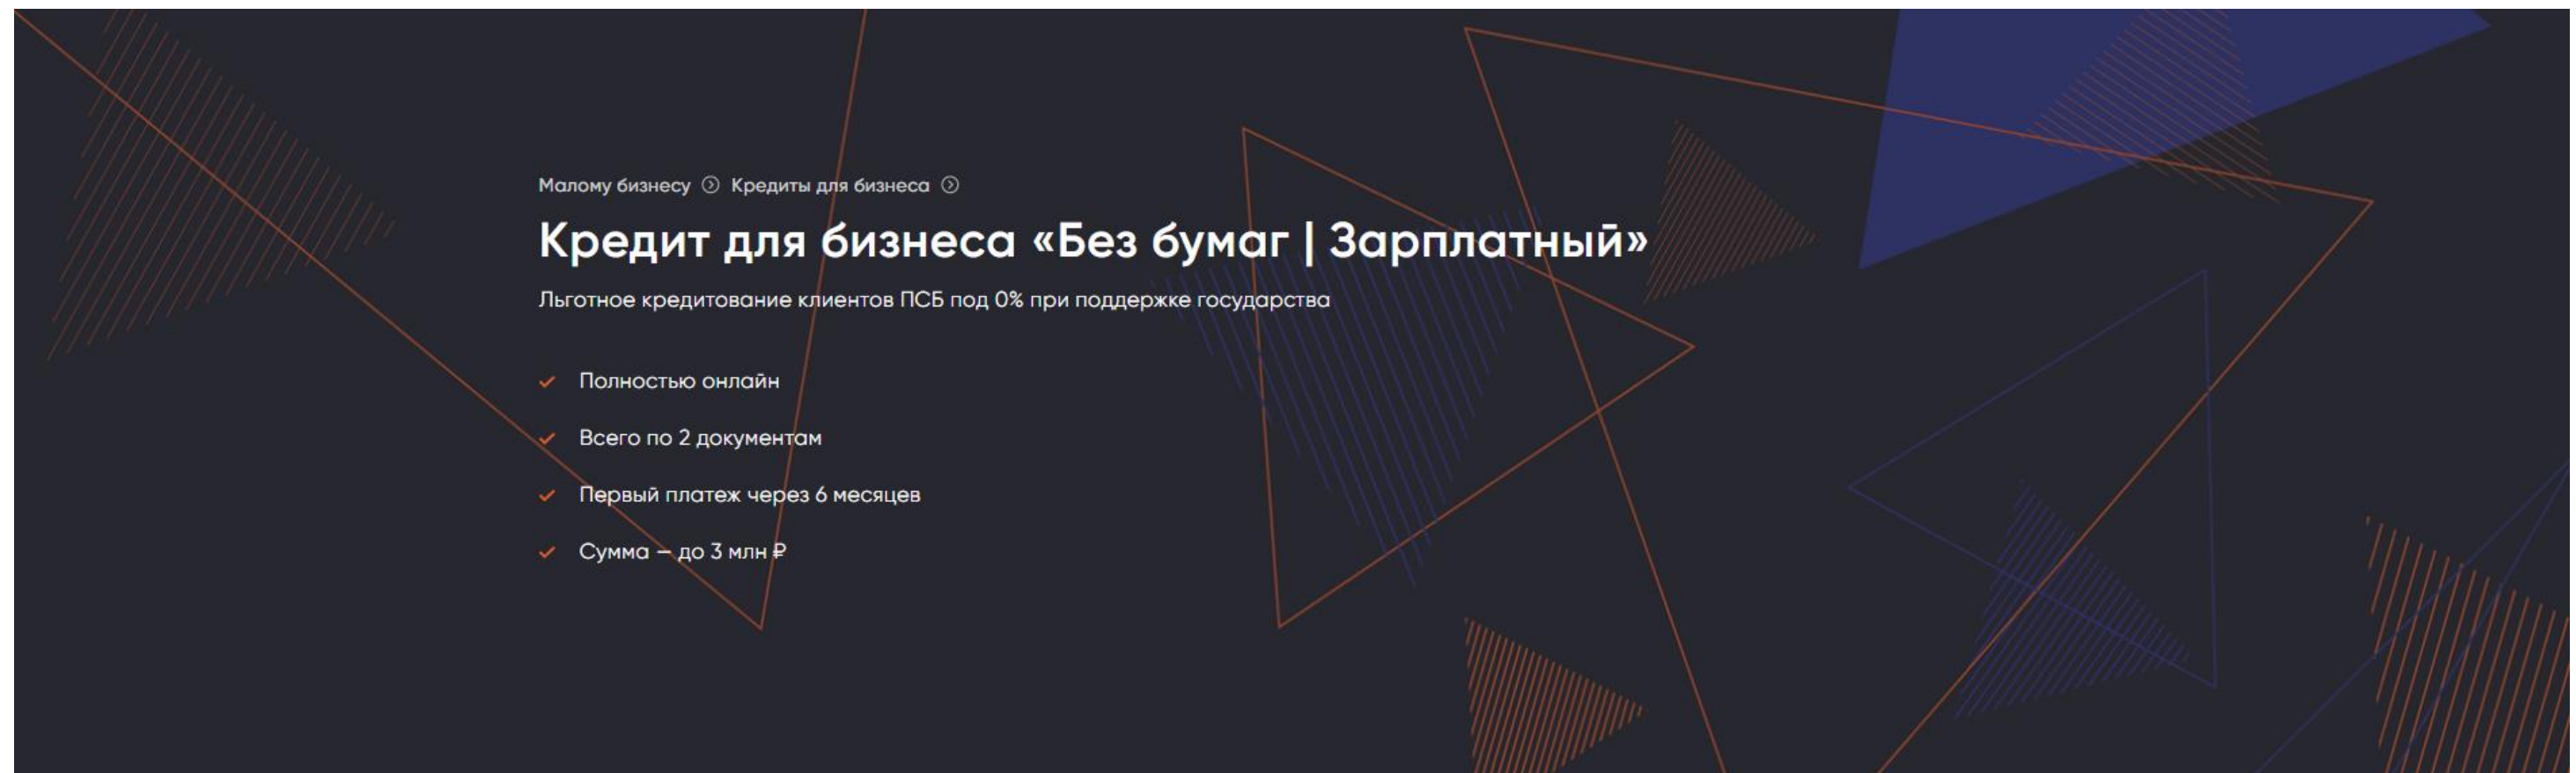 Малому бизнесу Кредиты для бизнеса
Кредит для бизнеса «Без бумаг | Зарплатный»
Льготное кредитование клиентов ПСБ под 0% при поддержке государства
Полностью онлайн
Всего по 2 документам
Первый платеж через 6 месяцев
Сумма — до 3 млн ₽